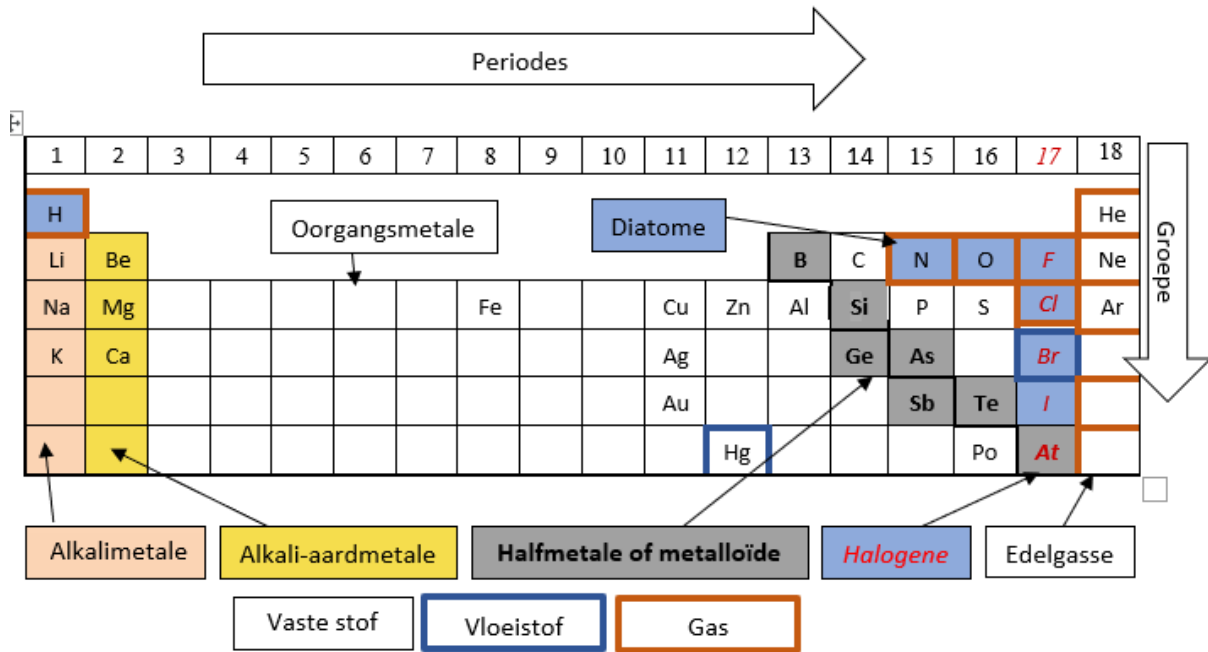 Periodes
1 2 3 4 5 6 7 8 9 10 11 12 13 14 15 16 17 18
H He
Oorgangsmetale
Diatome
Li Be B C N O F Ne
Na Mg Fe Cu Zn Al Si P S Cl Ar
K Ca Ag Ge As Br
Au Sb Te I
Hg Po At
Groepe
Alkalimetale
Alkali-aardmetale
Halfmetale of metalloïde
Halogene
Edelgasse
Vaste stof
Vloeistof
Gas